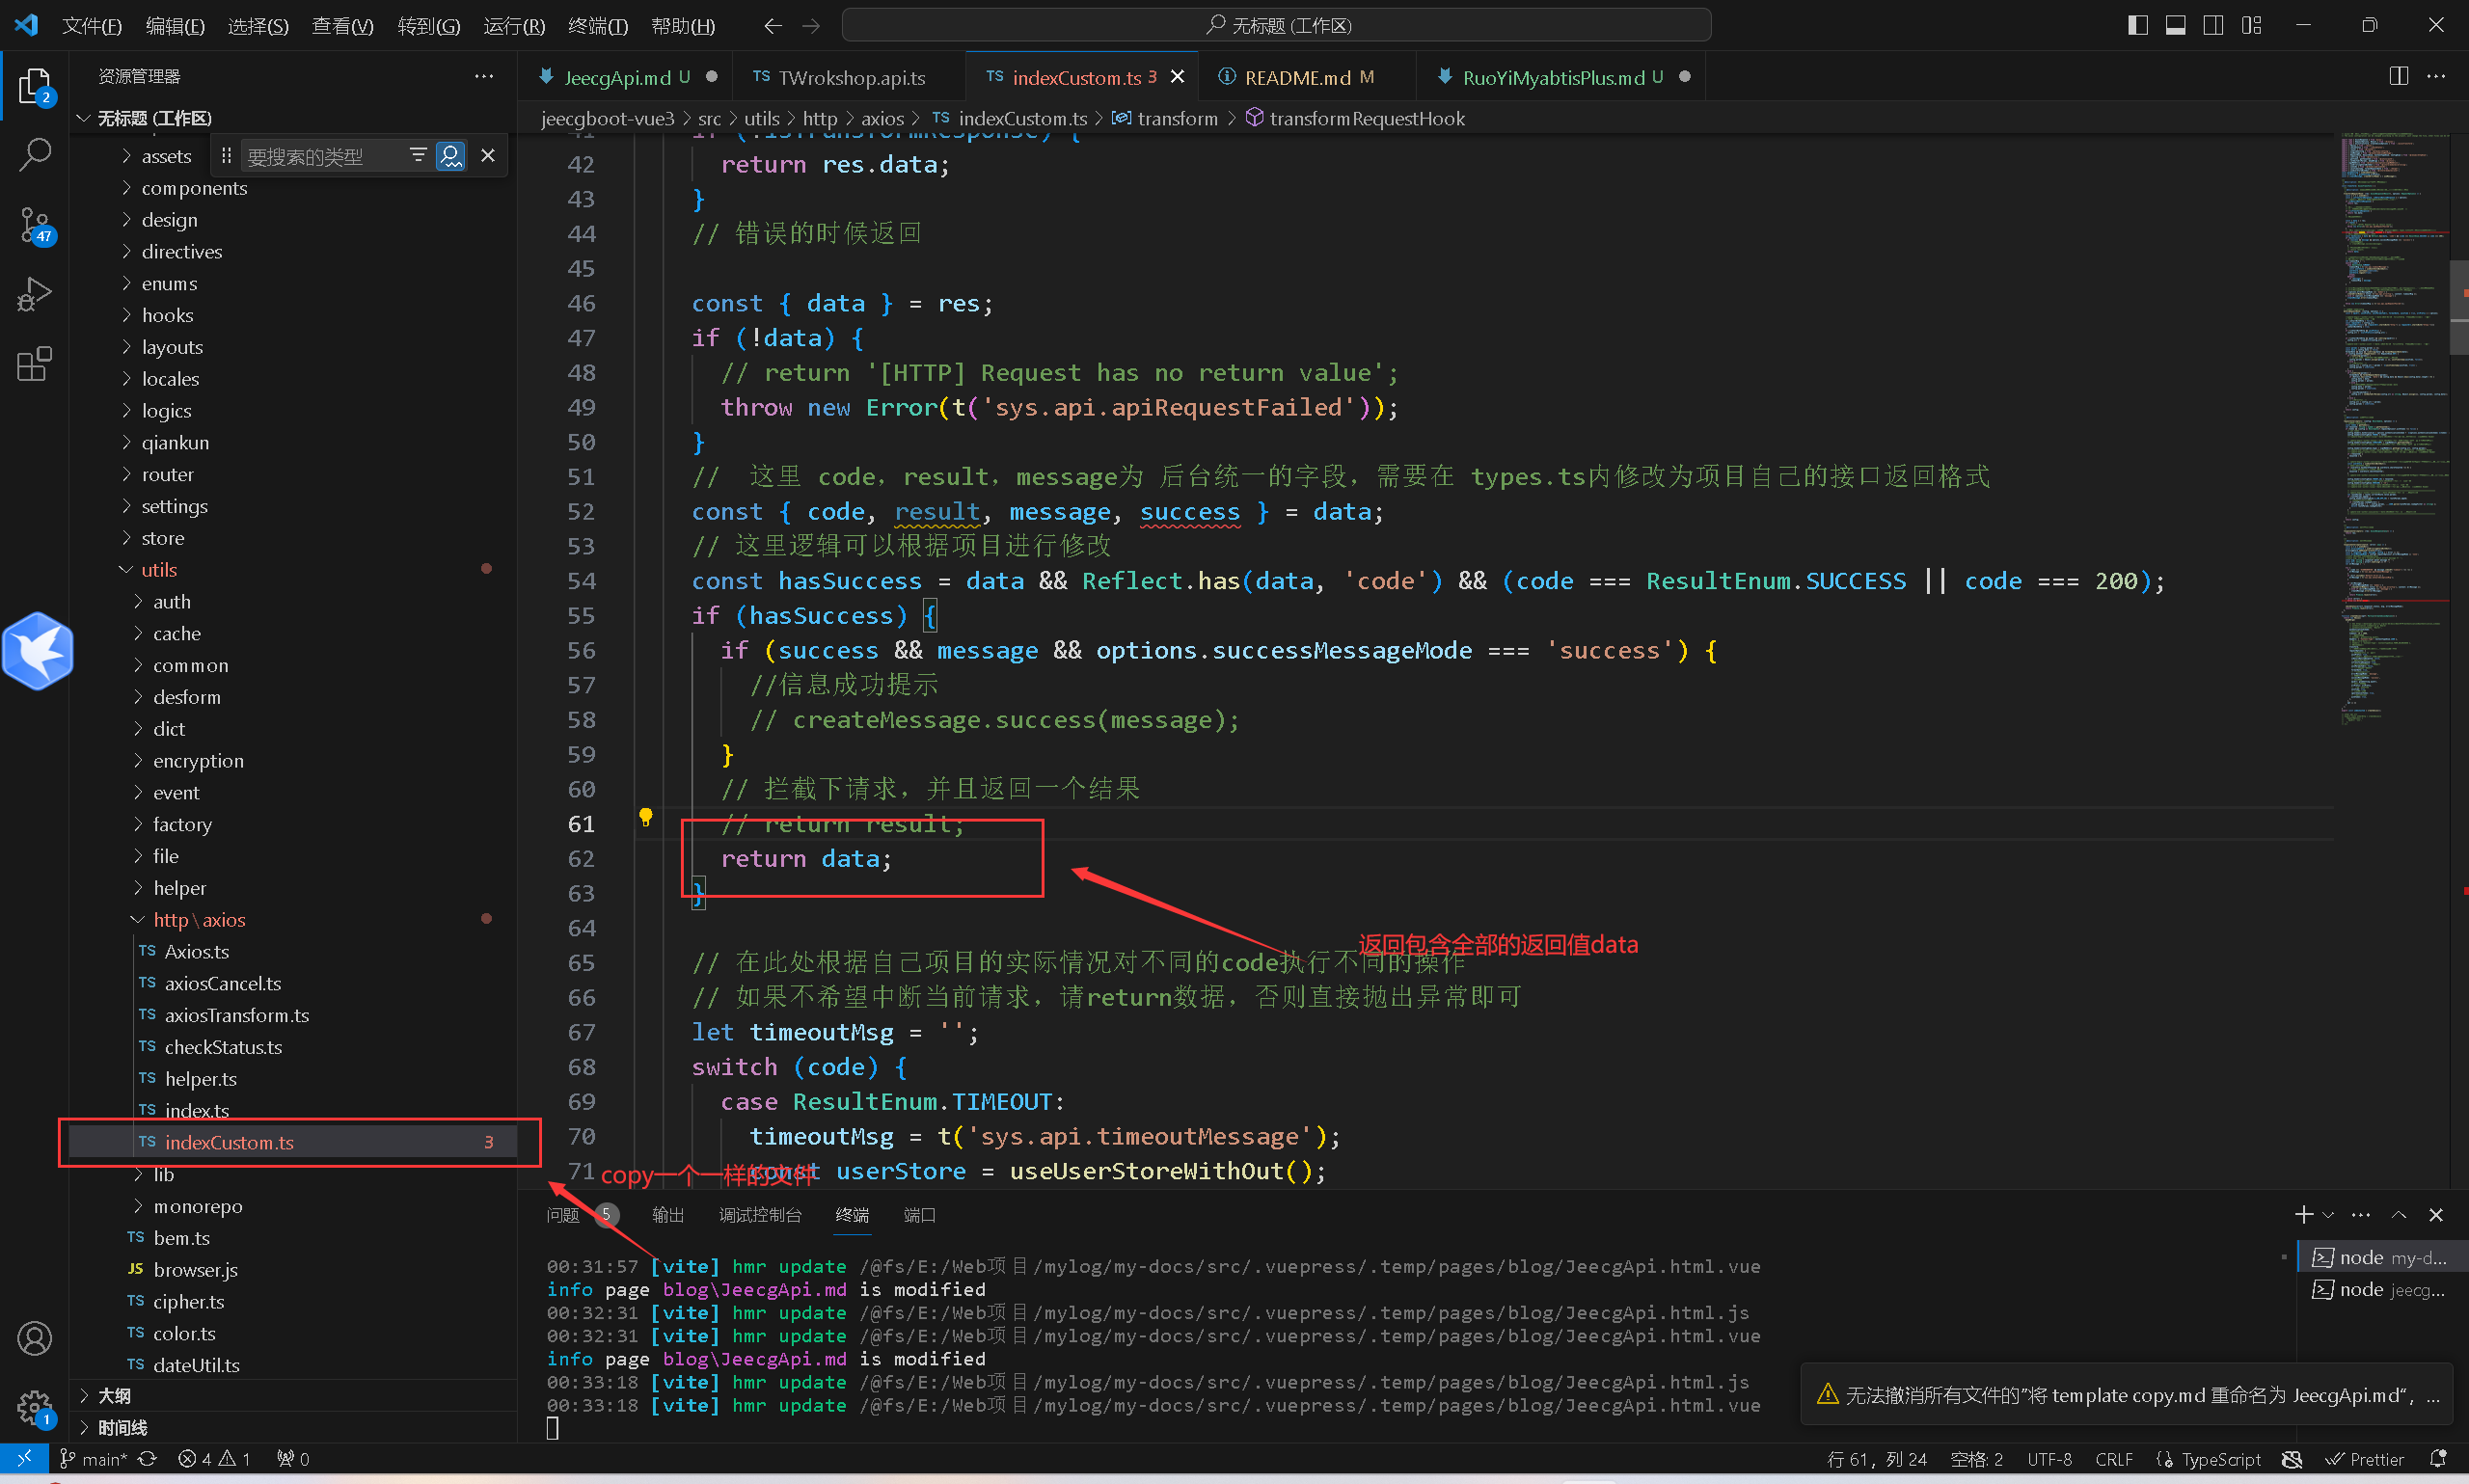 文件(F) 编辑(E) 选择(S) 查看(V) 转到(G) 运行(R) 终端(T) 帮助(H) 无标题 (工作区)
资源管理器
JeecgApi.md U TS TWrokshop.api.ts TS indexCustom.ts 3 README.md M RuoYiMyabtisPlus.md U
jeecgboot-vue3 > src > utils > http > axios > TS indexCustom.ts > transform > transformRequestHook
无标题 (工作区)
要搜索的类型
2
47
assets
components
design
directives
enums
hooks
layouts
locales
logics
qiankun
router
settings
store
utils
auth
cache
common
desform
dict
encryption
event
factory
file
helper
http\axios
TS Axios.ts
TS axiosCancel.ts
TS axiosTransform.ts
TS checkStatus.ts
TS helper.ts
TS index.ts
TS indexCustom.ts 3
lib
monorepo
TS bem.ts
JS browser.js
TS cipher.ts
TS color.ts
TS dateUtil.ts
大纲
时间线
1
41 if (!isTransformResponse) {
42 return res.data;
43 }
44 // 错误的时候返回
45
46 const { data } = res;
47 if (!data) {
48 // return '[HTTP] Request has no return value';
49 throw new Error(t('sys.api.apiRequestFailed'));
50 }
51 //  这里 code，result，message为 后台统一的字段，需要在 types.ts内修改为项目自己的接口返回格式
52 const { code, result, message, success } = data;
53 // 这里逻辑可以根据项目进行修改
54 const hasSuccess = data && Reflect.has(data, 'code') && (code === ResultEnum.SUCCESS || code === 200);
55 if (hasSuccess) {
56 if (success && message && options.successMessageMode === 'success') {
57 //信息成功提示
58 // createMessage.success(message);
59 }
60 // 拦截下请求，并且返回一个结果
61 // return result;
62 return data;
63 }
64
返回包含全部的返回值data
65 // 在此处根据自己项目的实际情况对不同的code执行不同的操作
66 // 如果不希望中断当前请求，请return数据，否则直接抛出异常即可
67 let timeoutMsg = '';
68 switch (code) {
69 case ResultEnum.TIMEOUT:
70 timeoutMsg = t('sys.api.timeoutMessage');
71 const userStore = useUserStoreWithOut();
copy一个一样的文件
问题 5 输出 调试控制台 终端 端口
00:31:57 [vite] hmr update /@fs/E:/Web项目/mylog/my-docs/src/.vuepress/.temp/pages/blog/JeecgApi.html.vue
info page blog\JeecgApi.md is modified
00:32:31 [vite] hmr update /@fs/E:/Web项目/mylog/my-docs/src/.vuepress/.temp/pages/blog/JeecgApi.html.js
00:32:31 [vite] hmr update /@fs/E:/Web项目/mylog/my-docs/src/.vuepress/.temp/pages/blog/JeecgApi.html.vue
info page blog\JeecgApi.md is modified
00:33:18 [vite] hmr update /@fs/E:/Web项目/mylog/my-docs/src/.vuepress/.temp/pages/blog/JeecgApi.html.js
00:33:18 [vite] hmr update /@fs/E:/Web项目/mylog/my-docs/src/.vuepress/.temp/pages/blog/JeecgApi.html.vue
node my-d...
node jeecg...
无法撤消所有文件的"将 template copy.md 重命名为 JeecgApi.md"，...
main* 4 1 0 行 61，列 24 空格: 2 UTF-8 CRLF TypeScript Prettier